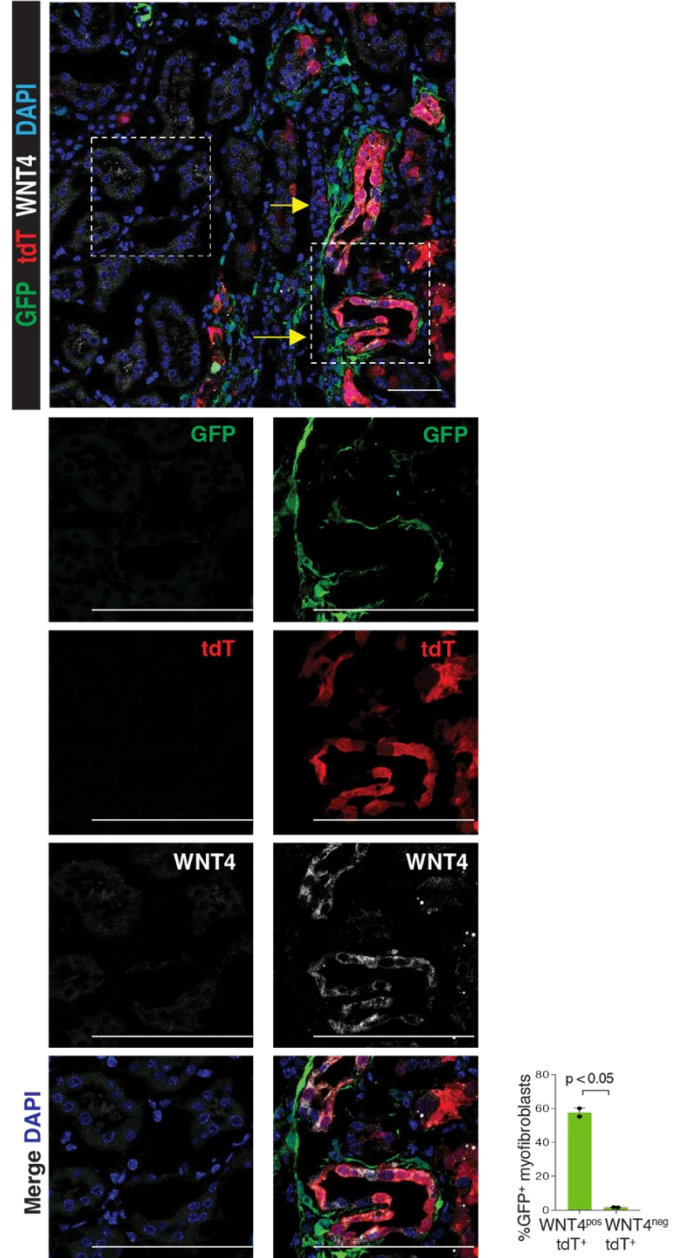 GFP tdT WNT4 DAPI
GFP
GFP
tdT
tdT
WNT4
WNT4
Merge DAPI
%GFP⁺ myofibroblasts
80
60
40
20
0
p < 0.05
WNT4ᵖᵒˢ WNT4ⁿᵉᵍ
tdT⁺ tdT⁺